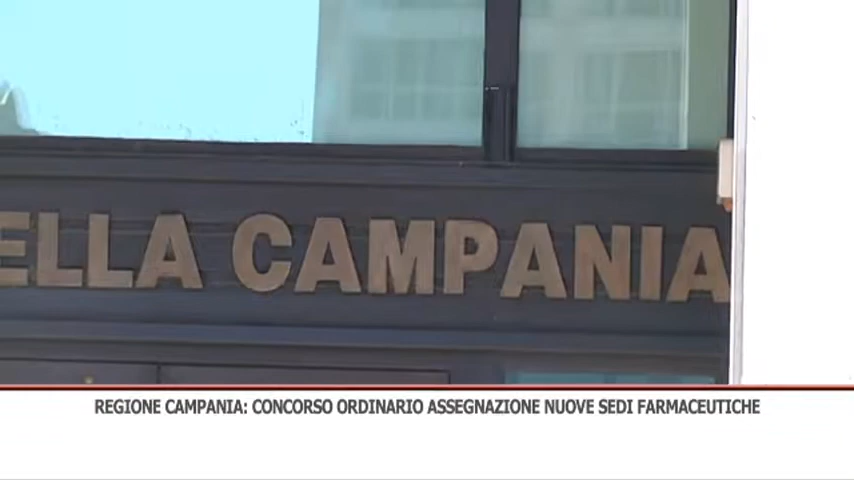 ELLA CAMPANIA
REGIONE CAMPANIA: CONCORSO ORDINARIO ASSEGNAZIONE NUOVE SEDI FARMACEUTICHE